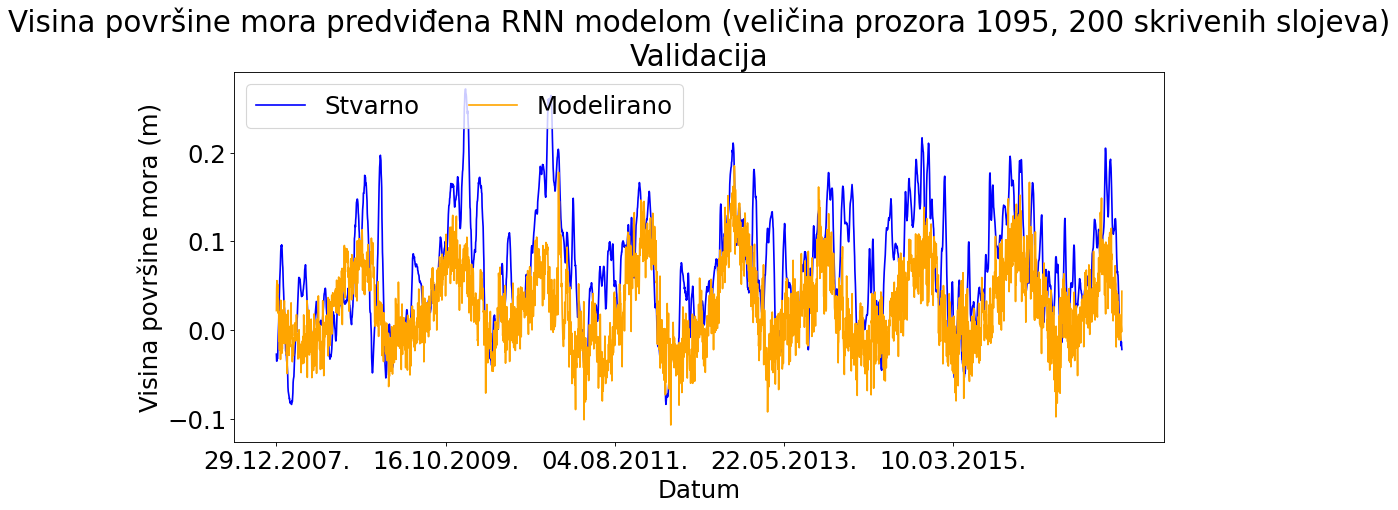 Visina površine mora predviđena RNN modelom (veličina prozora 1095, 200 skrivenih slojeva)
Validacija
Stvarno Modelirano
Visina površine mora (m)
0.2
0.1
0.0
−0.1
29.12.2007. 16.10.2009. 04.08.2011. 22.05.2013. 10.03.2015.
Datum